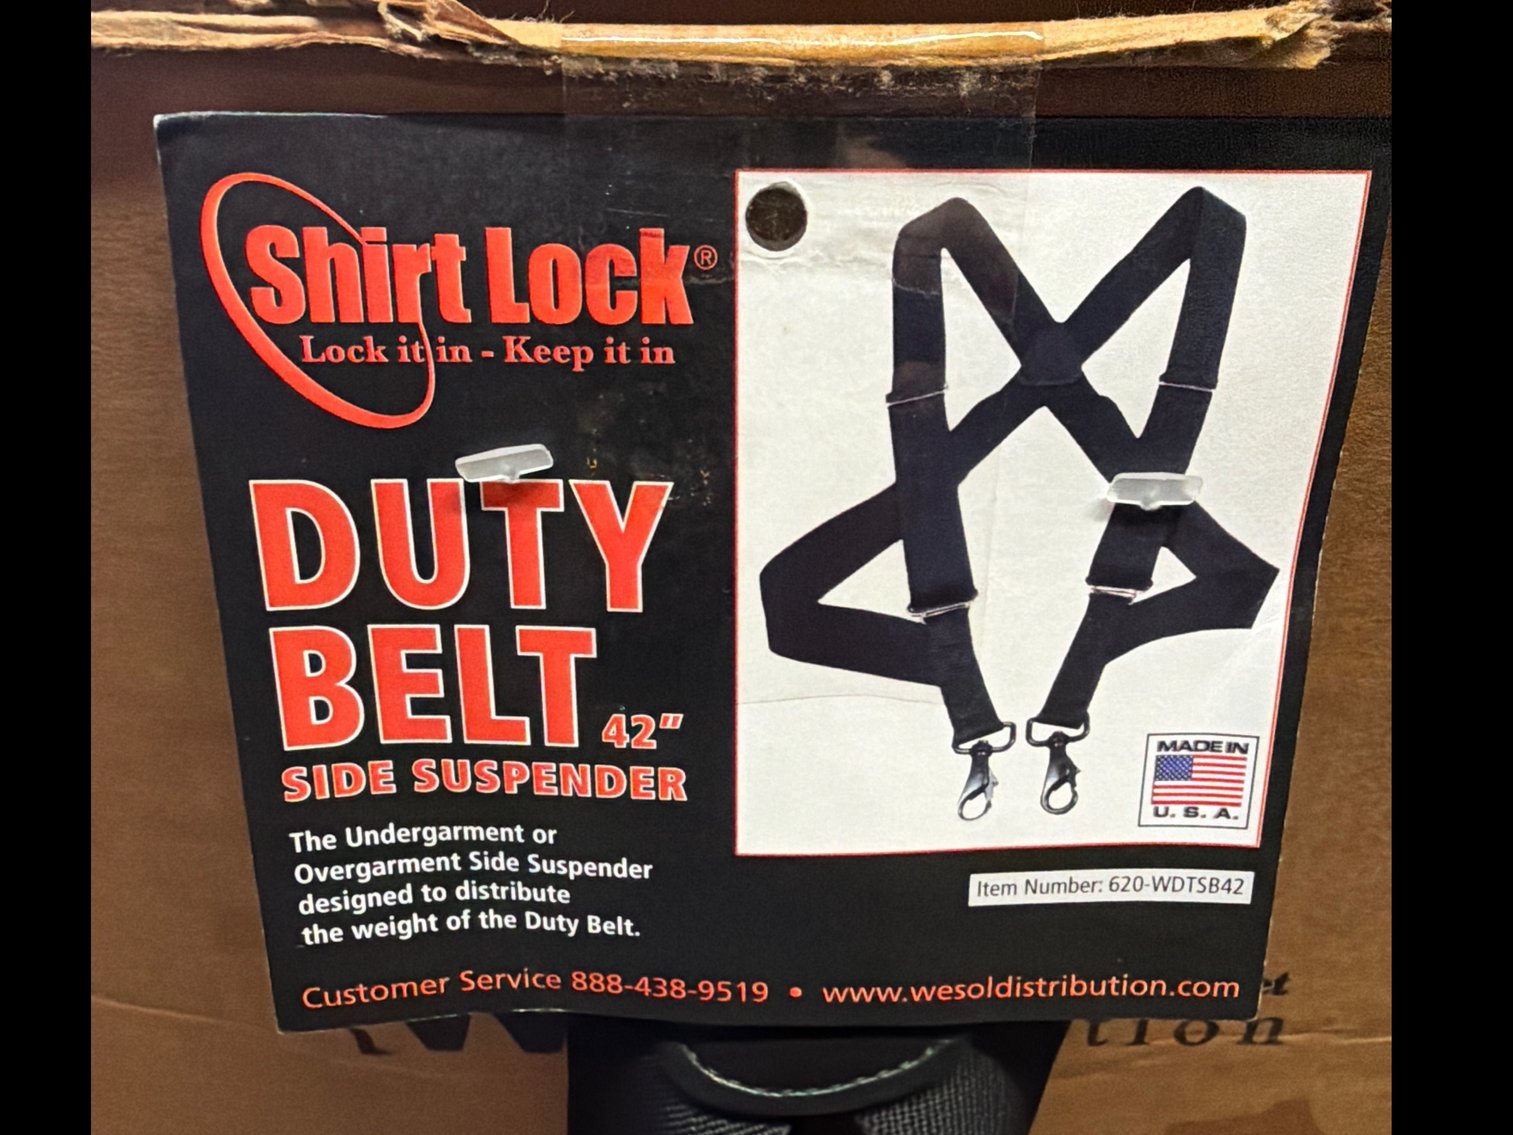 Shirt Lock®
Lock it in - Keep it in
DUTY
BELT 42"
SIDE SUSPENDER
The Undergarment or
Overgarment Side Suspender
designed to distribute
the weight of the Duty Belt.
MADE IN
U. S. A.
Item Number: 620-WDTSB42
Customer Service 888-438-9519 • www.wesoldistribution.com